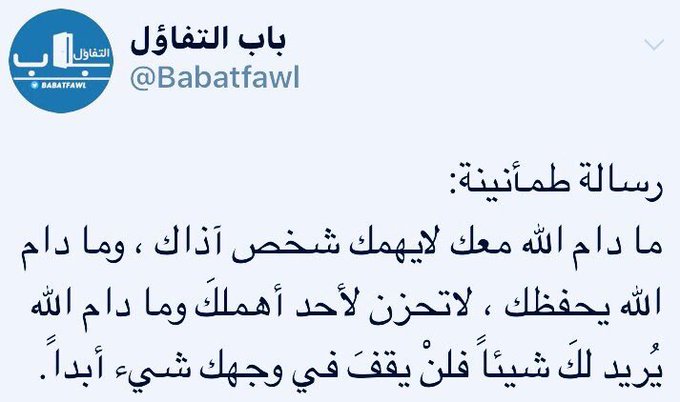 باب التفاؤل
@Babatfawl
التفاؤل
بـاب
BABATFAWL
رسالة طمأنينة:
ما دام الله معك لايهمك شخص آذاك ، وما دام
الله يحفظك ، لاتحزن لأحد أهملكَ وما دام الله
يُريد لكَ شيئاً فلنْ يقفَ في وجهك شيء أبداً.